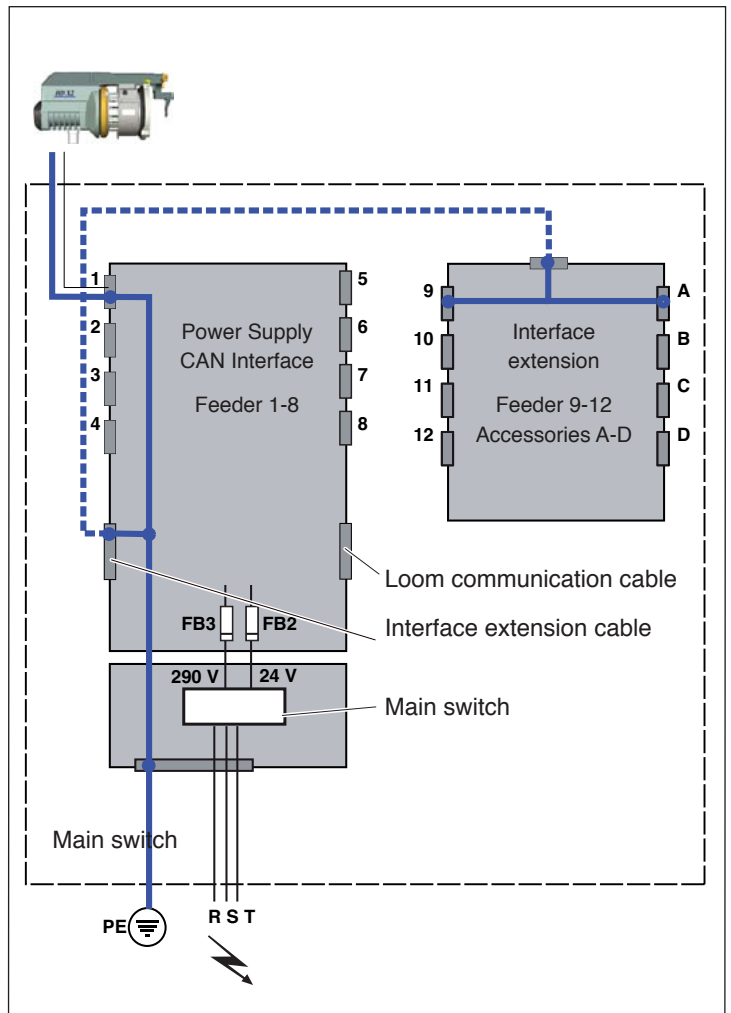 HD X2
1
2
3
4
Power Supply
CAN Interface
Feeder 1-8
5
6
7
8
9
10
11
12
Interface
extension
Feeder 9-12
Accessories A-D
A
B
C
D
Loom communication cable
Interface extension cable
FB3
FB2
290 V
24 V
Main switch
Main switch
PE
R S T